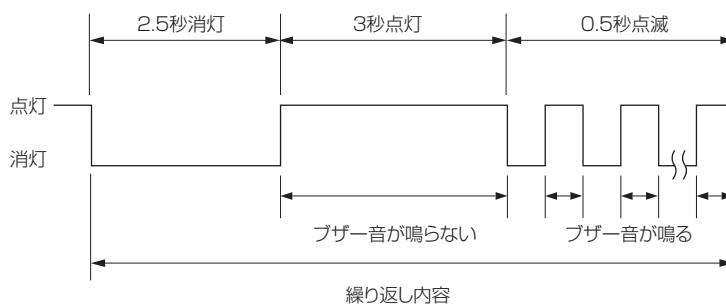 2.5秒消灯
3秒点灯
0.5秒点滅
点灯
消灯
ブザー音が鳴らない
ブザー音が鳴る
繰り返し内容